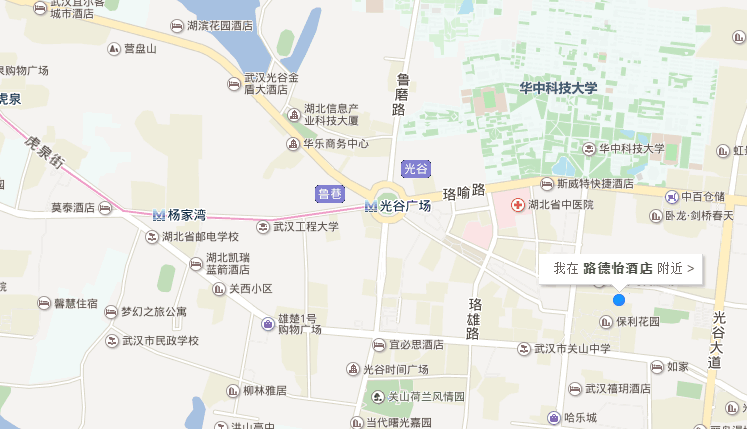 武汉宜尔客
城市酒店
湖滨花园酒店
营盘山
泉购物广场
武汉光谷金
盾大酒店
鲁磨路
华中科技大学
虎泉
湖北信息产
业科技大厦
虎泉街
华乐商务中心
华中科技大学
光谷
鲁巷
珞喻路
斯威特快捷酒店
中百仓储
莫泰酒店
杨家湾
光谷广场
湖北省中医院
卧龙·剑桥春天
武汉工程大学
湖北省邮电学校
湖北凯瑞
蓝箭酒店
我在 路德怡酒店 附近 >
关西小区
馨慧住宿
梦幻之旅公寓
雄楚1号
购物广场
珞雄路
保利花园
光谷大道
武汉市民政学校
宜必思酒店
武汉市关山中学
光谷时间广场
如家
柳林雅居
关山荷兰风情园
武汉禧玥酒店
洪山高中
当代曙光嘉园
哈乐城